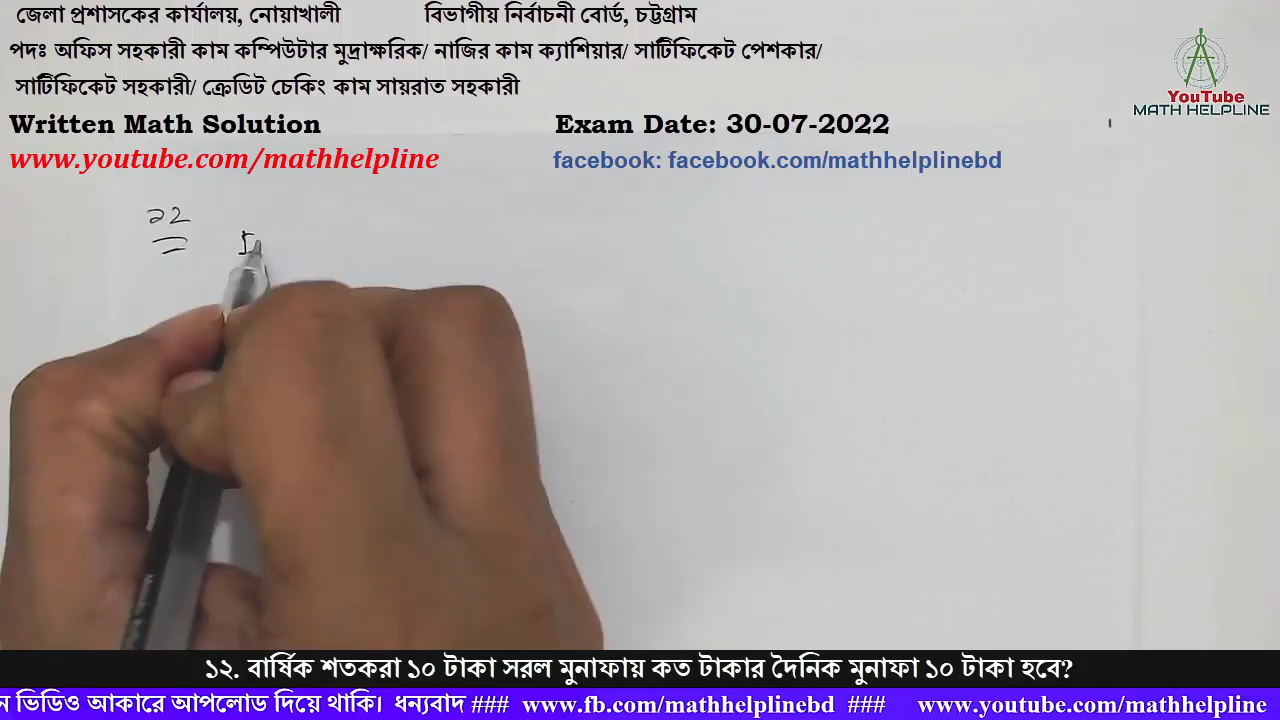 জেলা প্রশাসকের কার্যালয়, নোয়াখালী বিভাগীয় নির্বাচনী বোর্ড, চট্টগ্রাম
পদঃ অফিস সহকারী কাম কম্পিউটার মুদ্রাক্ষরিক/ নাজির কাম ক্যাশিয়ার/ সার্টিফিকেট পেশকার/
সার্টিফিকেট সহকারী/ ক্রেডিট চেকিং কাম সায়রাত সহকারী
YouTube
MATH HELPLINE
Written Math Solution Exam Date: 30-07-2022
www.youtube.com/mathhelpline facebook: facebook.com/mathhelplinebd
১২. বার্ষিক শতকরা ১০ টাকা সরল মুনাফায় কত টাকার দৈনিক মুনাফা ১০ টাকা হবে?
ন ভিডিও আকারে আপলোড দিয়ে থাকি। ধন্যবাদ ### www.fb.com/mathhelplinebd ### www.youtube.com/mathhelpline